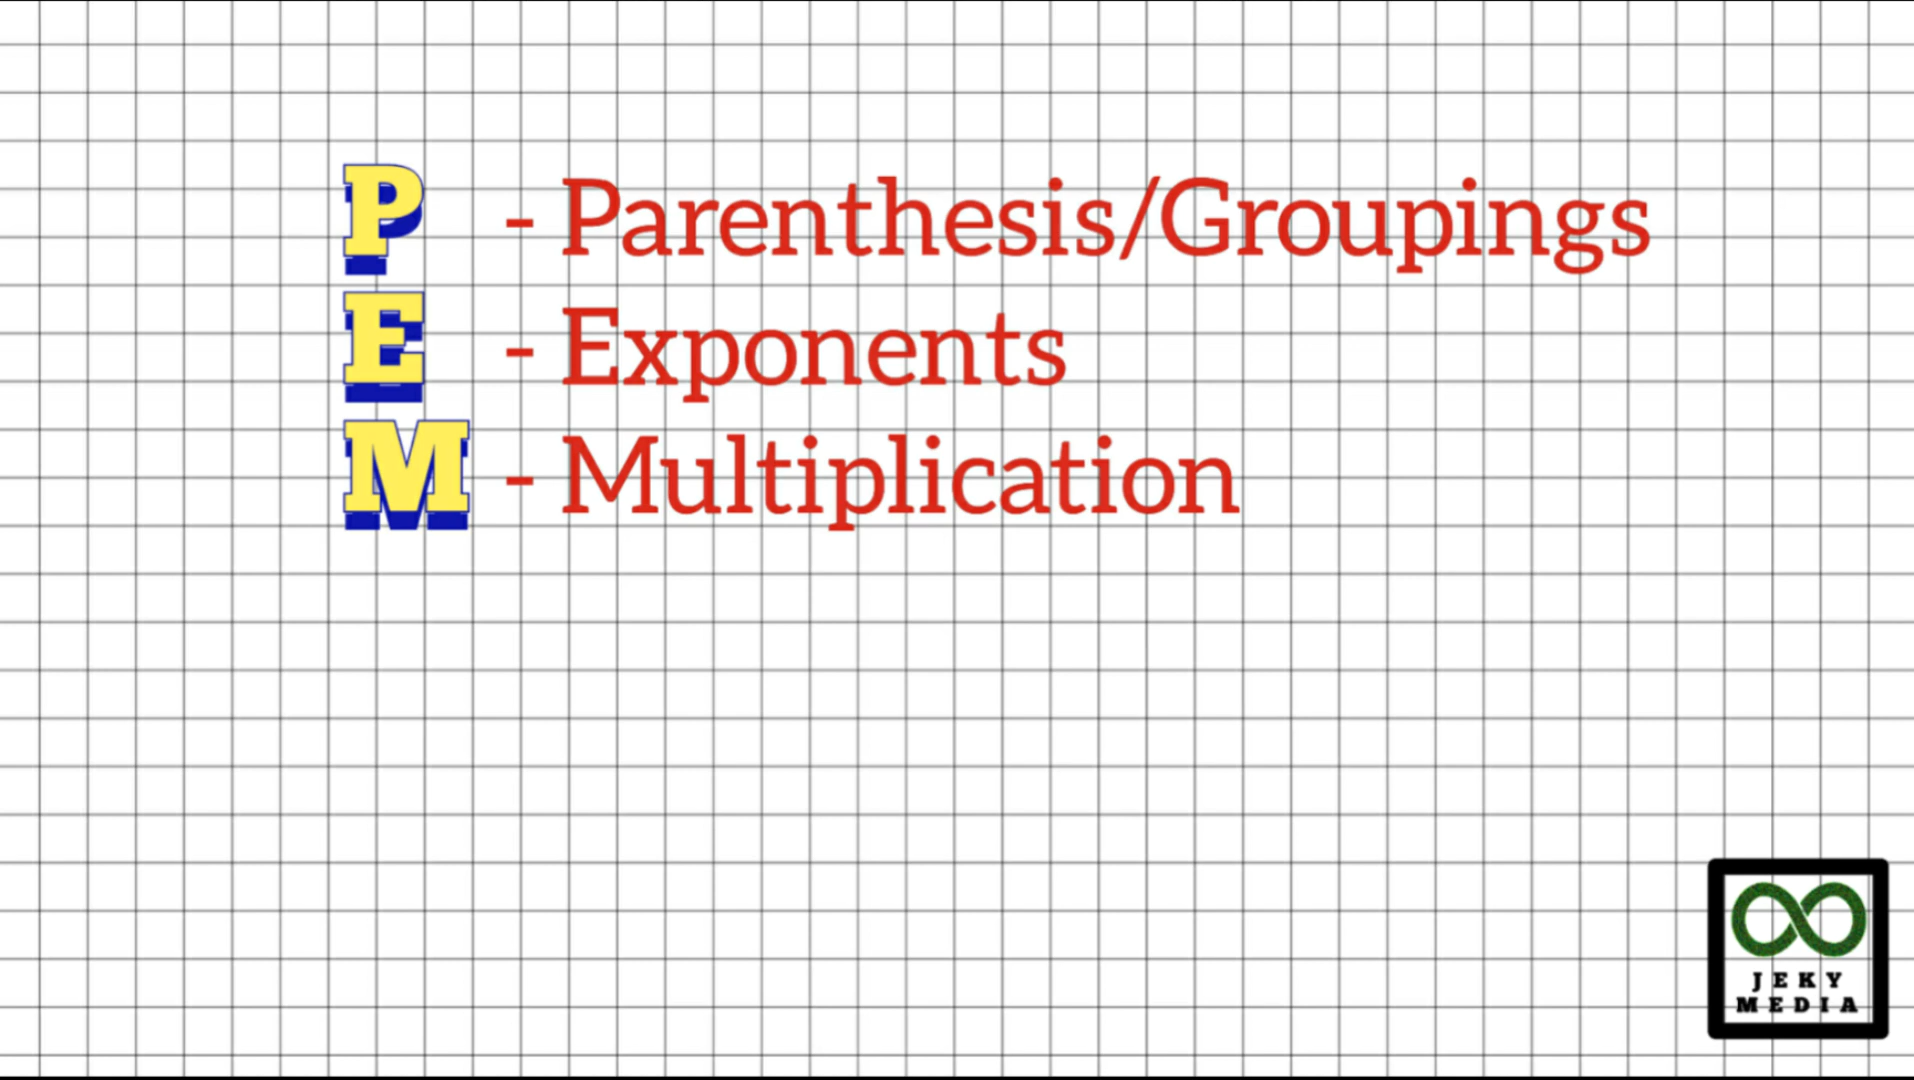 P - Parenthesis/Groupings
E - Exponents
M - Multiplication
JEKY
MEDIA